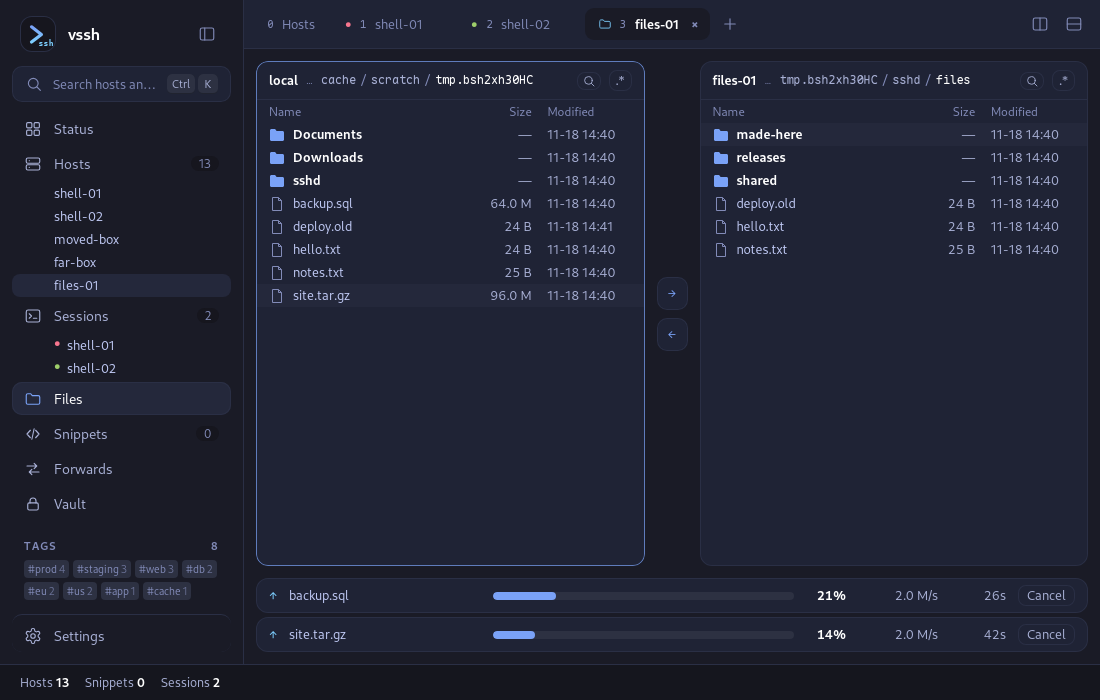 ssh
vssh
0 Hosts
1 shell-01
2 shell-02
3 files-01 ×
Search hosts an… Ctrl K
Status
Hosts 13
shell-01
shell-02
moved-box
far-box
files-01
Sessions 2
shell-01
shell-02
Files
Snippets 0
Forwards
Vault
TAGS 8
#prod 4 #staging 3 #web 3 #db 2
#eu 2 #us 2 #app 1 #cache 1
Settings
local … cache / scratch / tmp.bsh2xh30HC .*
Name Size Modified
Documents — 11-18 14:40
Downloads — 11-18 14:40
sshd — 11-18 14:40
backup.sql 64.0 M 11-18 14:40
deploy.old 24 B 11-18 14:41
hello.txt 24 B 11-18 14:40
notes.txt 25 B 11-18 14:40
site.tar.gz 96.0 M 11-18 14:40
→
←
files-01 … tmp.bsh2xh30HC / sshd / files .*
Name Size Modified
made-here — 11-18 14:40
releases — 11-18 14:40
shared — 11-18 14:40
deploy.old 24 B 11-18 14:40
hello.txt 24 B 11-18 14:40
notes.txt 25 B 11-18 14:40
↑ backup.sql 21% 2.0 M/s 26s Cancel
↑ site.tar.gz 14% 2.0 M/s 42s Cancel
Hosts 13 Snippets 0 Sessions 2